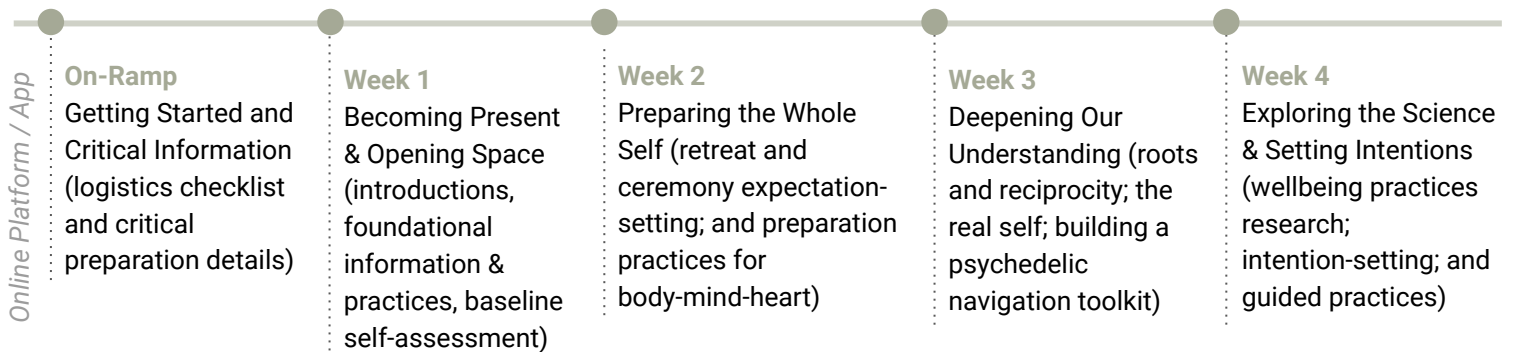 Online Platform / App
On-Ramp
Getting Started and
Critical Information
(logistics checklist
and critical
preparation details)
Week 1
Becoming Present
& Opening Space
(introductions,
foundational
information &
practices, baseline
self-assessment)
Week 2
Preparing the Whole
Self (retreat and
ceremony expectation-
setting; and preparation
practices for
body-mind-heart)
Week 3
Deepening Our
Understanding (roots
and reciprocity; the
real self; building a
psychedelic
navigation toolkit)
Week 4
Exploring the Science
& Setting Intentions
(wellbeing practices
research;
intention-setting; and
guided practices)